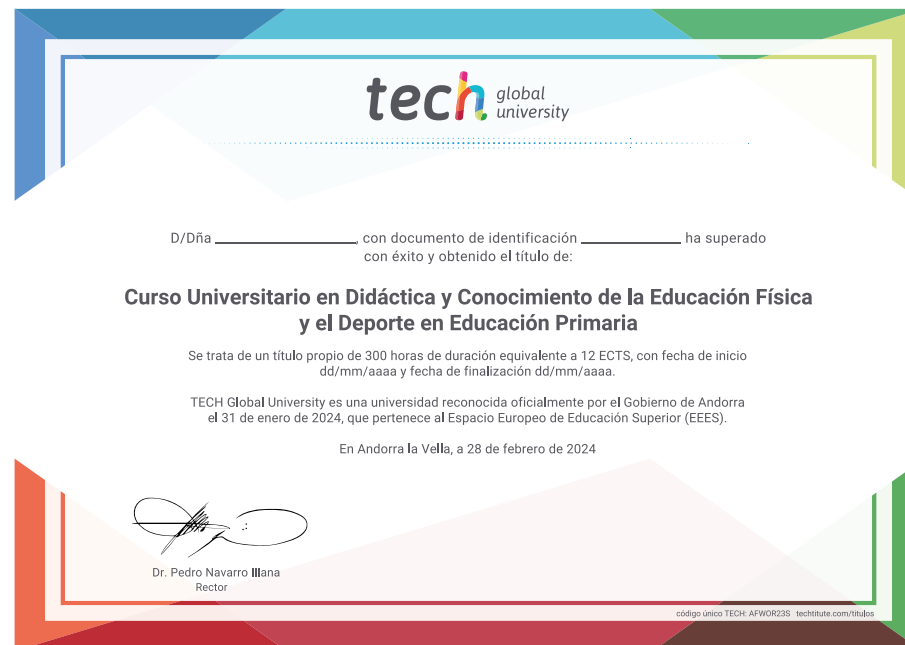 tech global
university
D/Dña ____________________, con documento de identificación ______________ ha superado
con éxito y obtenido el título de:
Curso Universitario en Didáctica y Conocimiento de la Educación Física
y el Deporte en Educación Primaria
Se trata de un título propio de 300 horas de duración equivalente a 12 ECTS, con fecha de inicio
dd/mm/aaaa y fecha de finalización dd/mm/aaaa.
TECH Global University es una universidad reconocida oficialmente por el Gobierno de Andorra
el 31 de enero de 2024, que pertenece al Espacio Europeo de Educación Superior (EEES).
En Andorra la Vella, a 28 de febrero de 2024
Dr. Pedro Navarro Illana
Rector
código único TECH: AFWOR23S techtitute.com/titulos